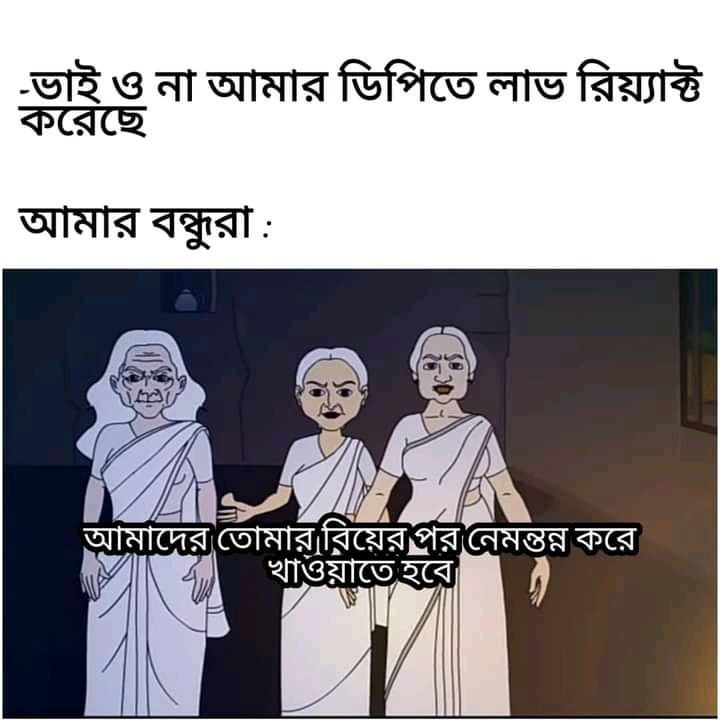 -ভাই ও না আমার ডিপিতে লাভ রিয়্যাক্ট
করেছে
আমার বন্ধুরা :
আমাদের তোমার বিয়ের পর নেমন্তন্ন করে
খাওয়াতে হবে